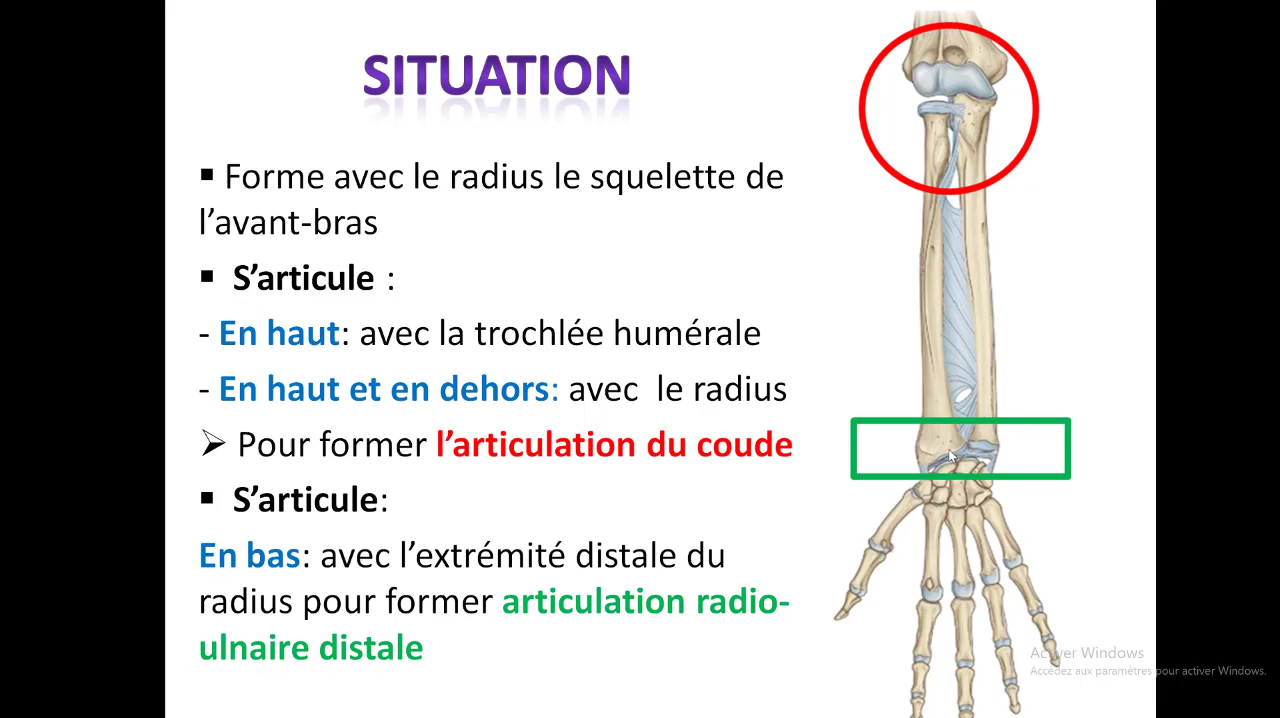 SITUATION
▪ Forme avec le radius le squelette de
l’avant-bras
▪ S’articule :
- En haut: avec la trochlée humérale
- En haut et en dehors: avec le radius
➢ Pour former l’articulation du coude
▪ S’articule:
En bas: avec l’extrémité distale du
radius pour former articulation radio-
ulnaire distale
Activer Windows
Accédez aux paramètres pour activer Windows.